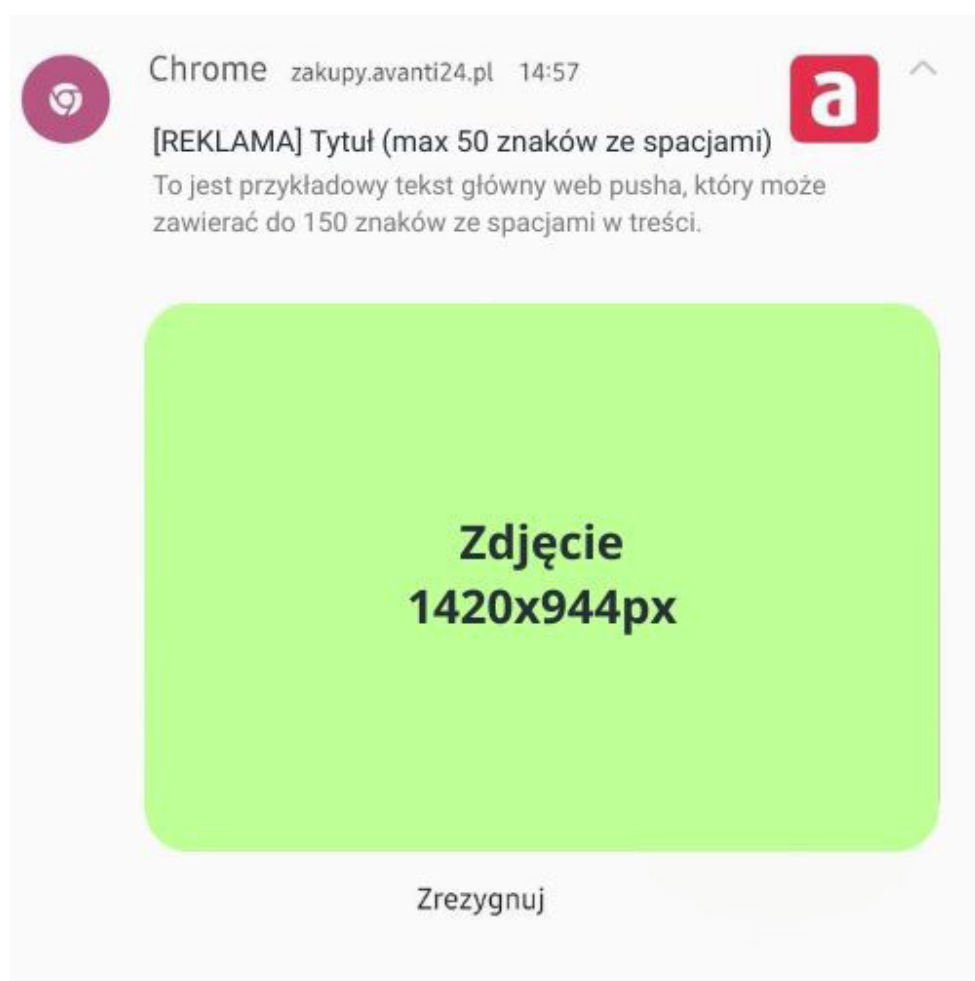 Chrome zakupy.avanti24.pl 14:57
a
[REKLAMA] Tytuł (max 50 znaków ze spacjami)
To jest przykładowy tekst główny web pusha, który może
zawierać do 150 znaków ze spacjami w treści.
Zdjęcie
1420x944px
Zrezygnuj